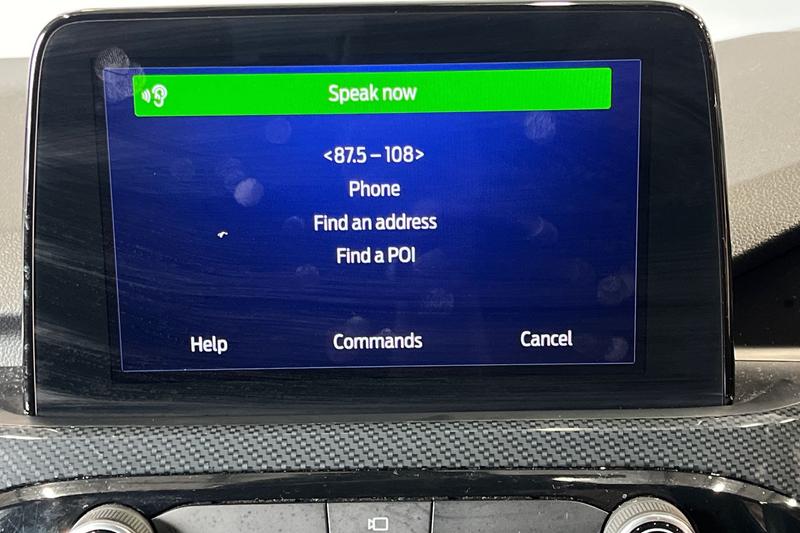 Speak now
<87.5 – 108>
Phone
Find an address
Find a POI
Help Commands Cancel